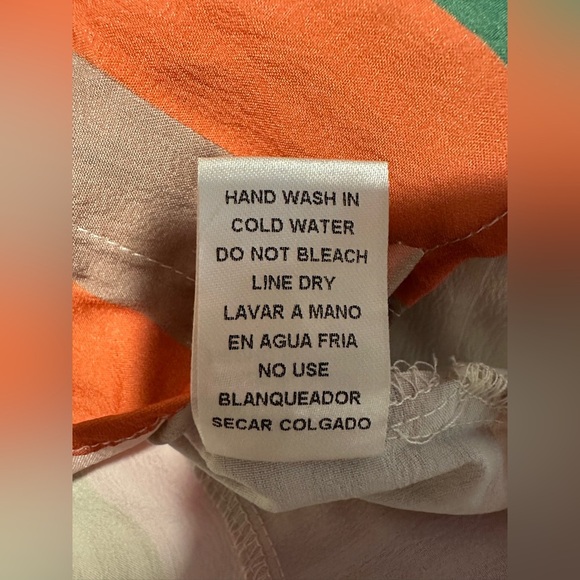 HAND WASH IN
COLD WATER
DO NOT BLEACH
LINE DRY
LAVAR A MANO
EN AGUA FRIA
NO USE
BLANQUEADOR
SECAR COLGADO